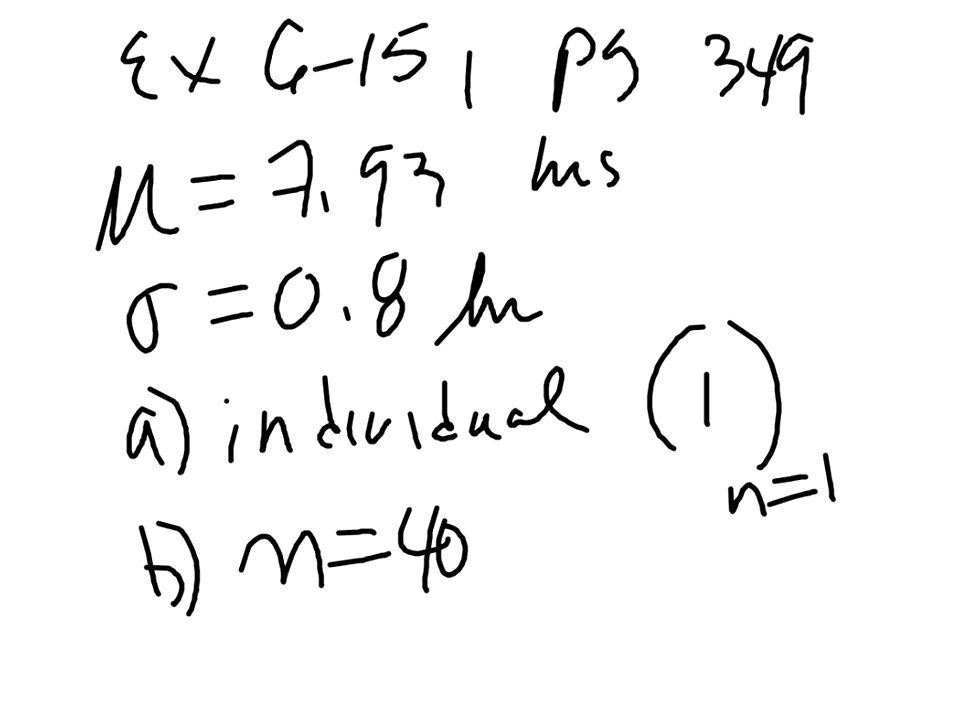 Ex 6-15, pg 349
μ = 7.93 hrs
σ = 0.8 hr
a) individual (1) n=1
b) n=40